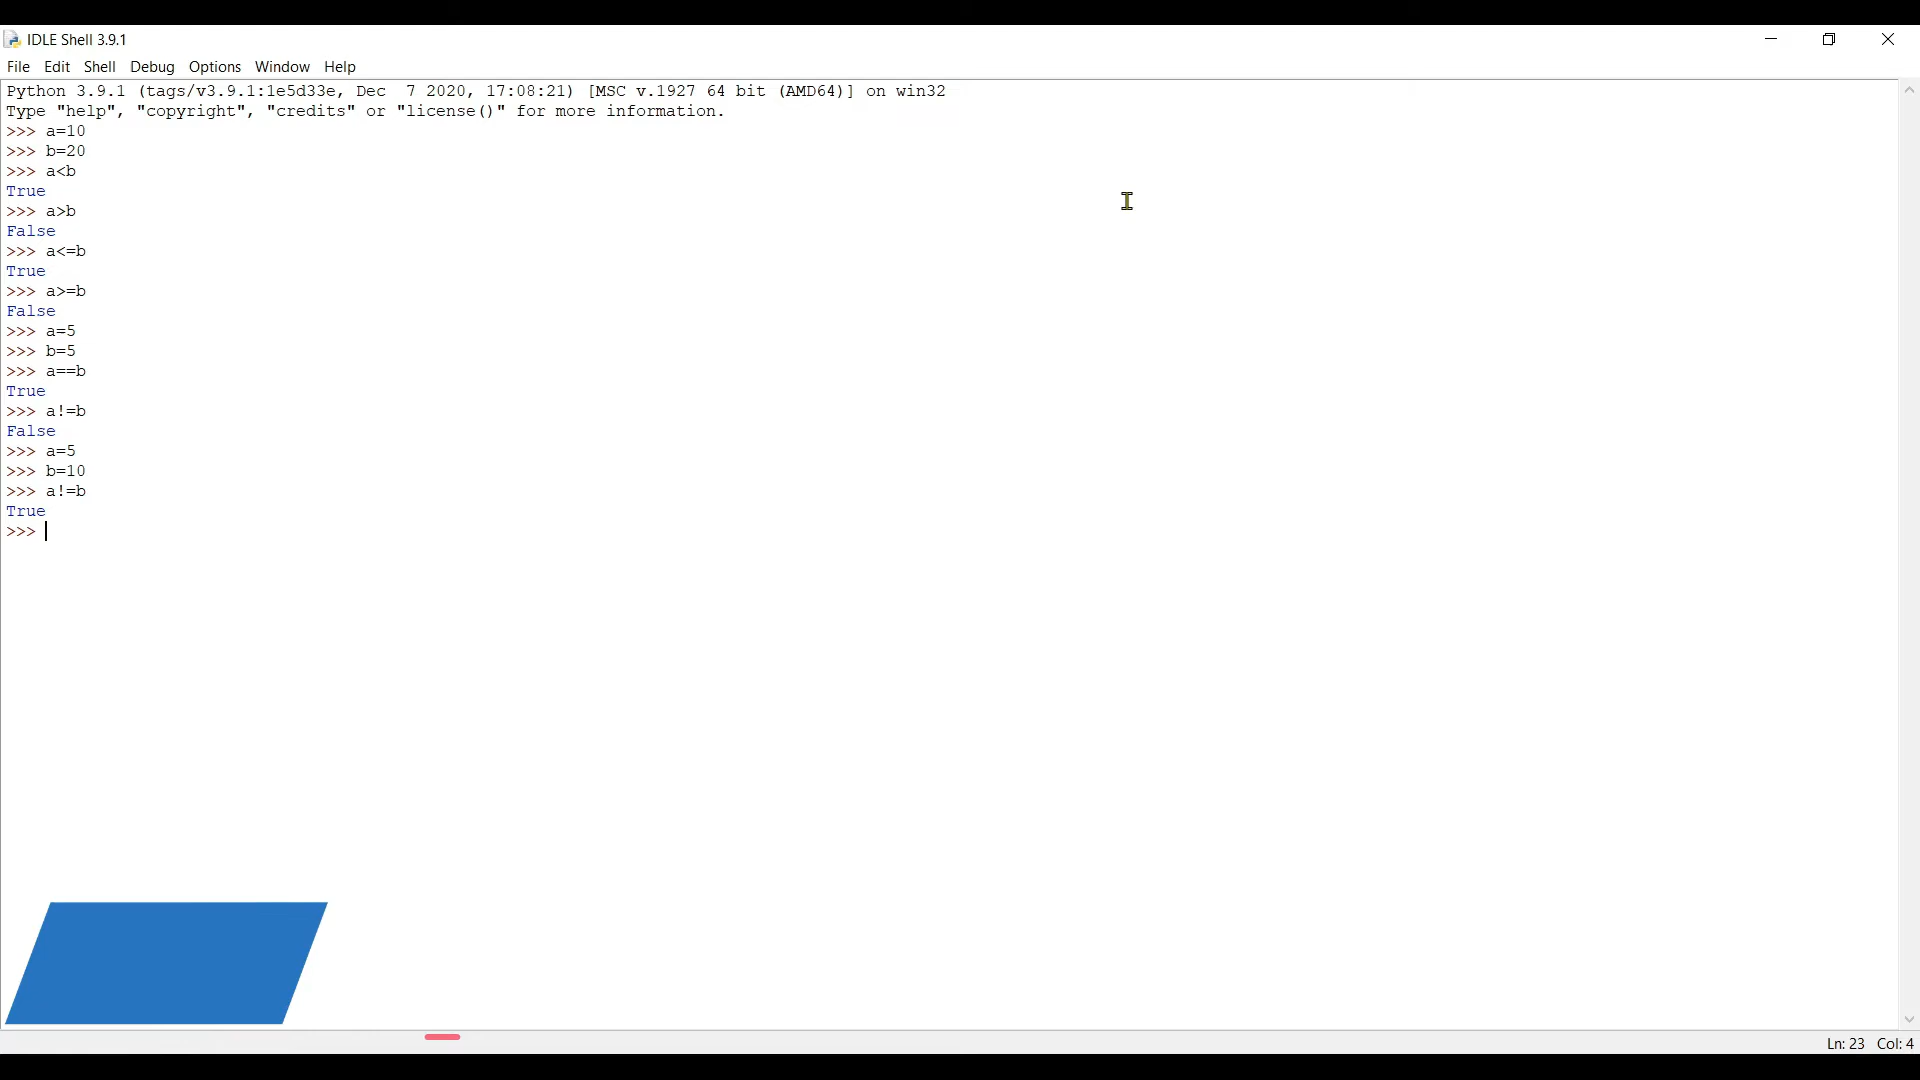 IDLE Shell 3.9.1
File Edit Shell Debug Options Window Help
Python 3.9.1 (tags/v3.9.1:1e5d33e, Dec  7 2020, 17:08:21) [MSC v.1927 64 bit (AMD64)] on win32
Type "help", "copyright", "credits" or "license()" for more information.
>>> a=10
>>> b=20
>>> a<b
True
>>> a>b
False
>>> a<=b
True
>>> a>=b
False
>>> a=5
>>> b=5
>>> a==b
True
>>> a!=b
False
>>> a=5
>>> b=10
>>> a!=b
True
>>>
Ln: 23 Col: 4